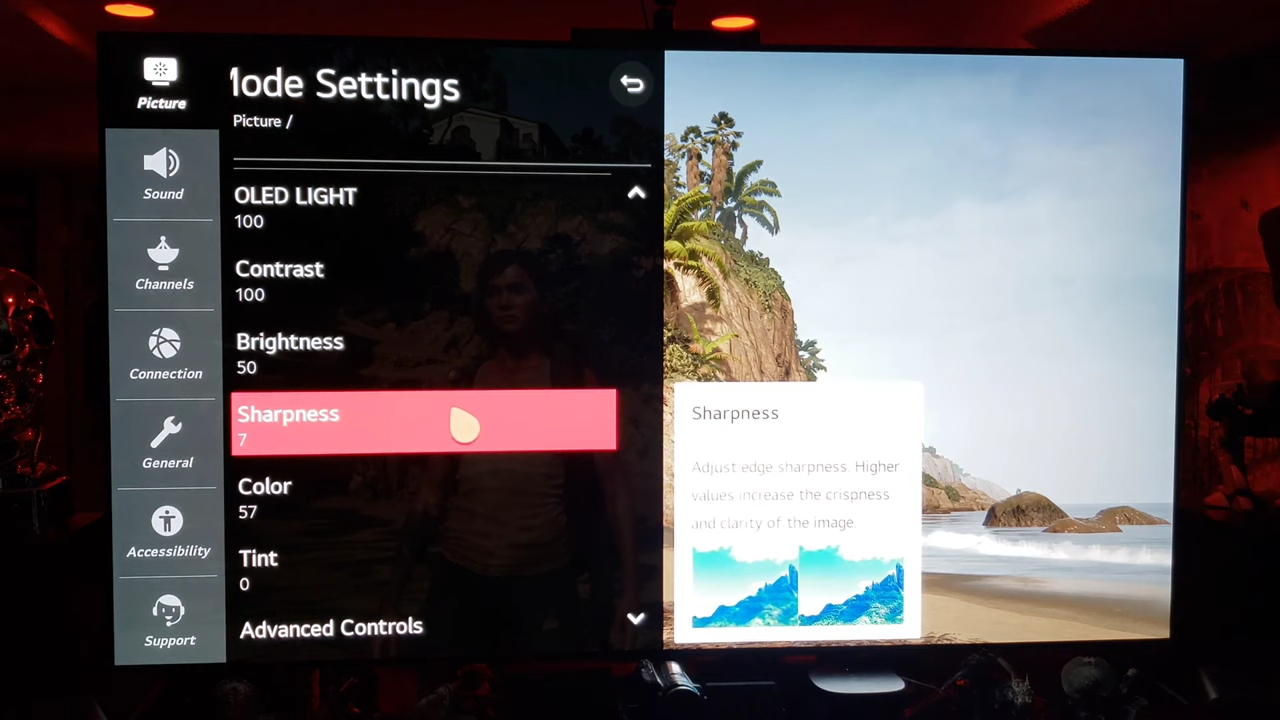 Picture
Mode Settings
Picture /
Sound
OLED LIGHT
100
Channels
Contrast
100
Connection
Brightness
50
General
Sharpness
7
Accessibility
Color
57
Support
Tint
0
Advanced Controls
Sharpness
Adjust edge sharpness. Higher
values increase the crispness
and clarity of the image.